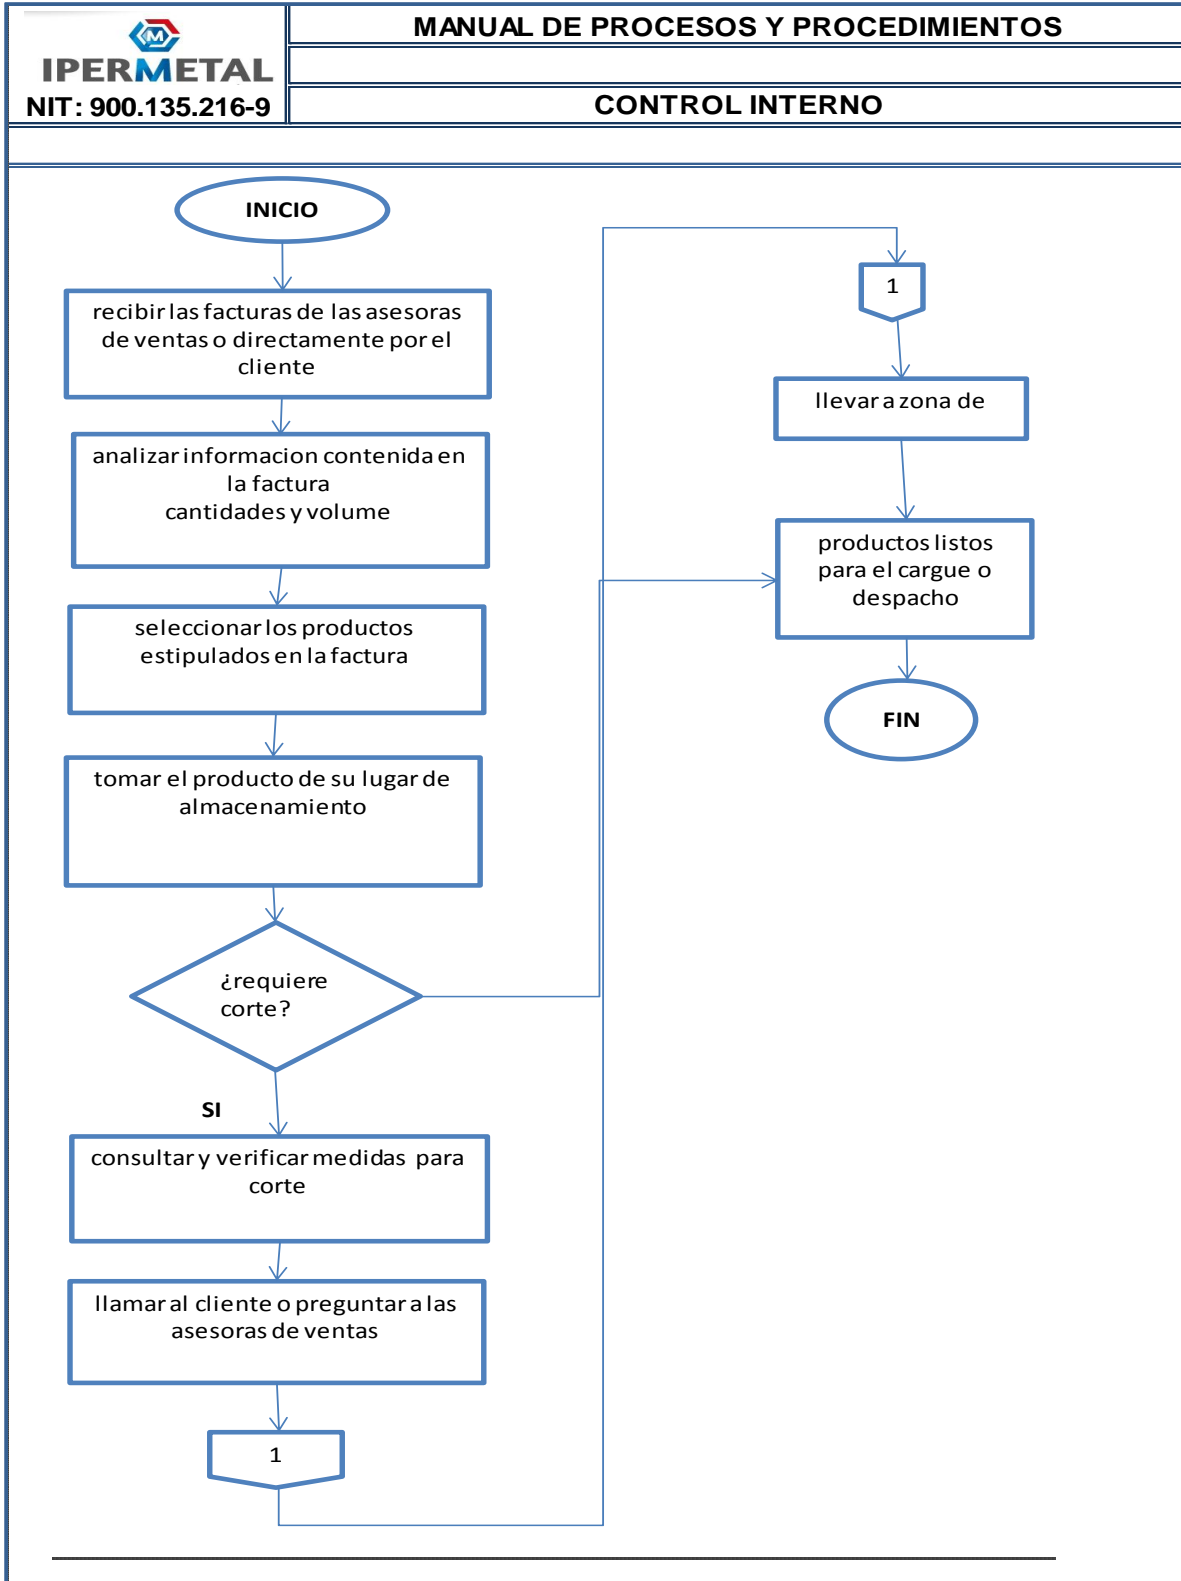 IPERMETAL
NIT: 900.135.216-9
MANUAL DE PROCESOS Y PROCEDIMIENTOS
CONTROL INTERNO
INICIO
recibir las facturas de las asesoras
de ventas o directamente por el
cliente
analizar informacion contenida en
la factura
cantidades y volume
seleccionar los productos
estipulados en la factura
tomar el producto de su lugar de
almacenamiento
¿requiere
corte?
SI
consultar y verificar medidas para
corte
llamar al cliente o preguntar a las
asesoras de ventas
1
1
llevar a zona de
productos listos
para el cargue o
despacho
FIN